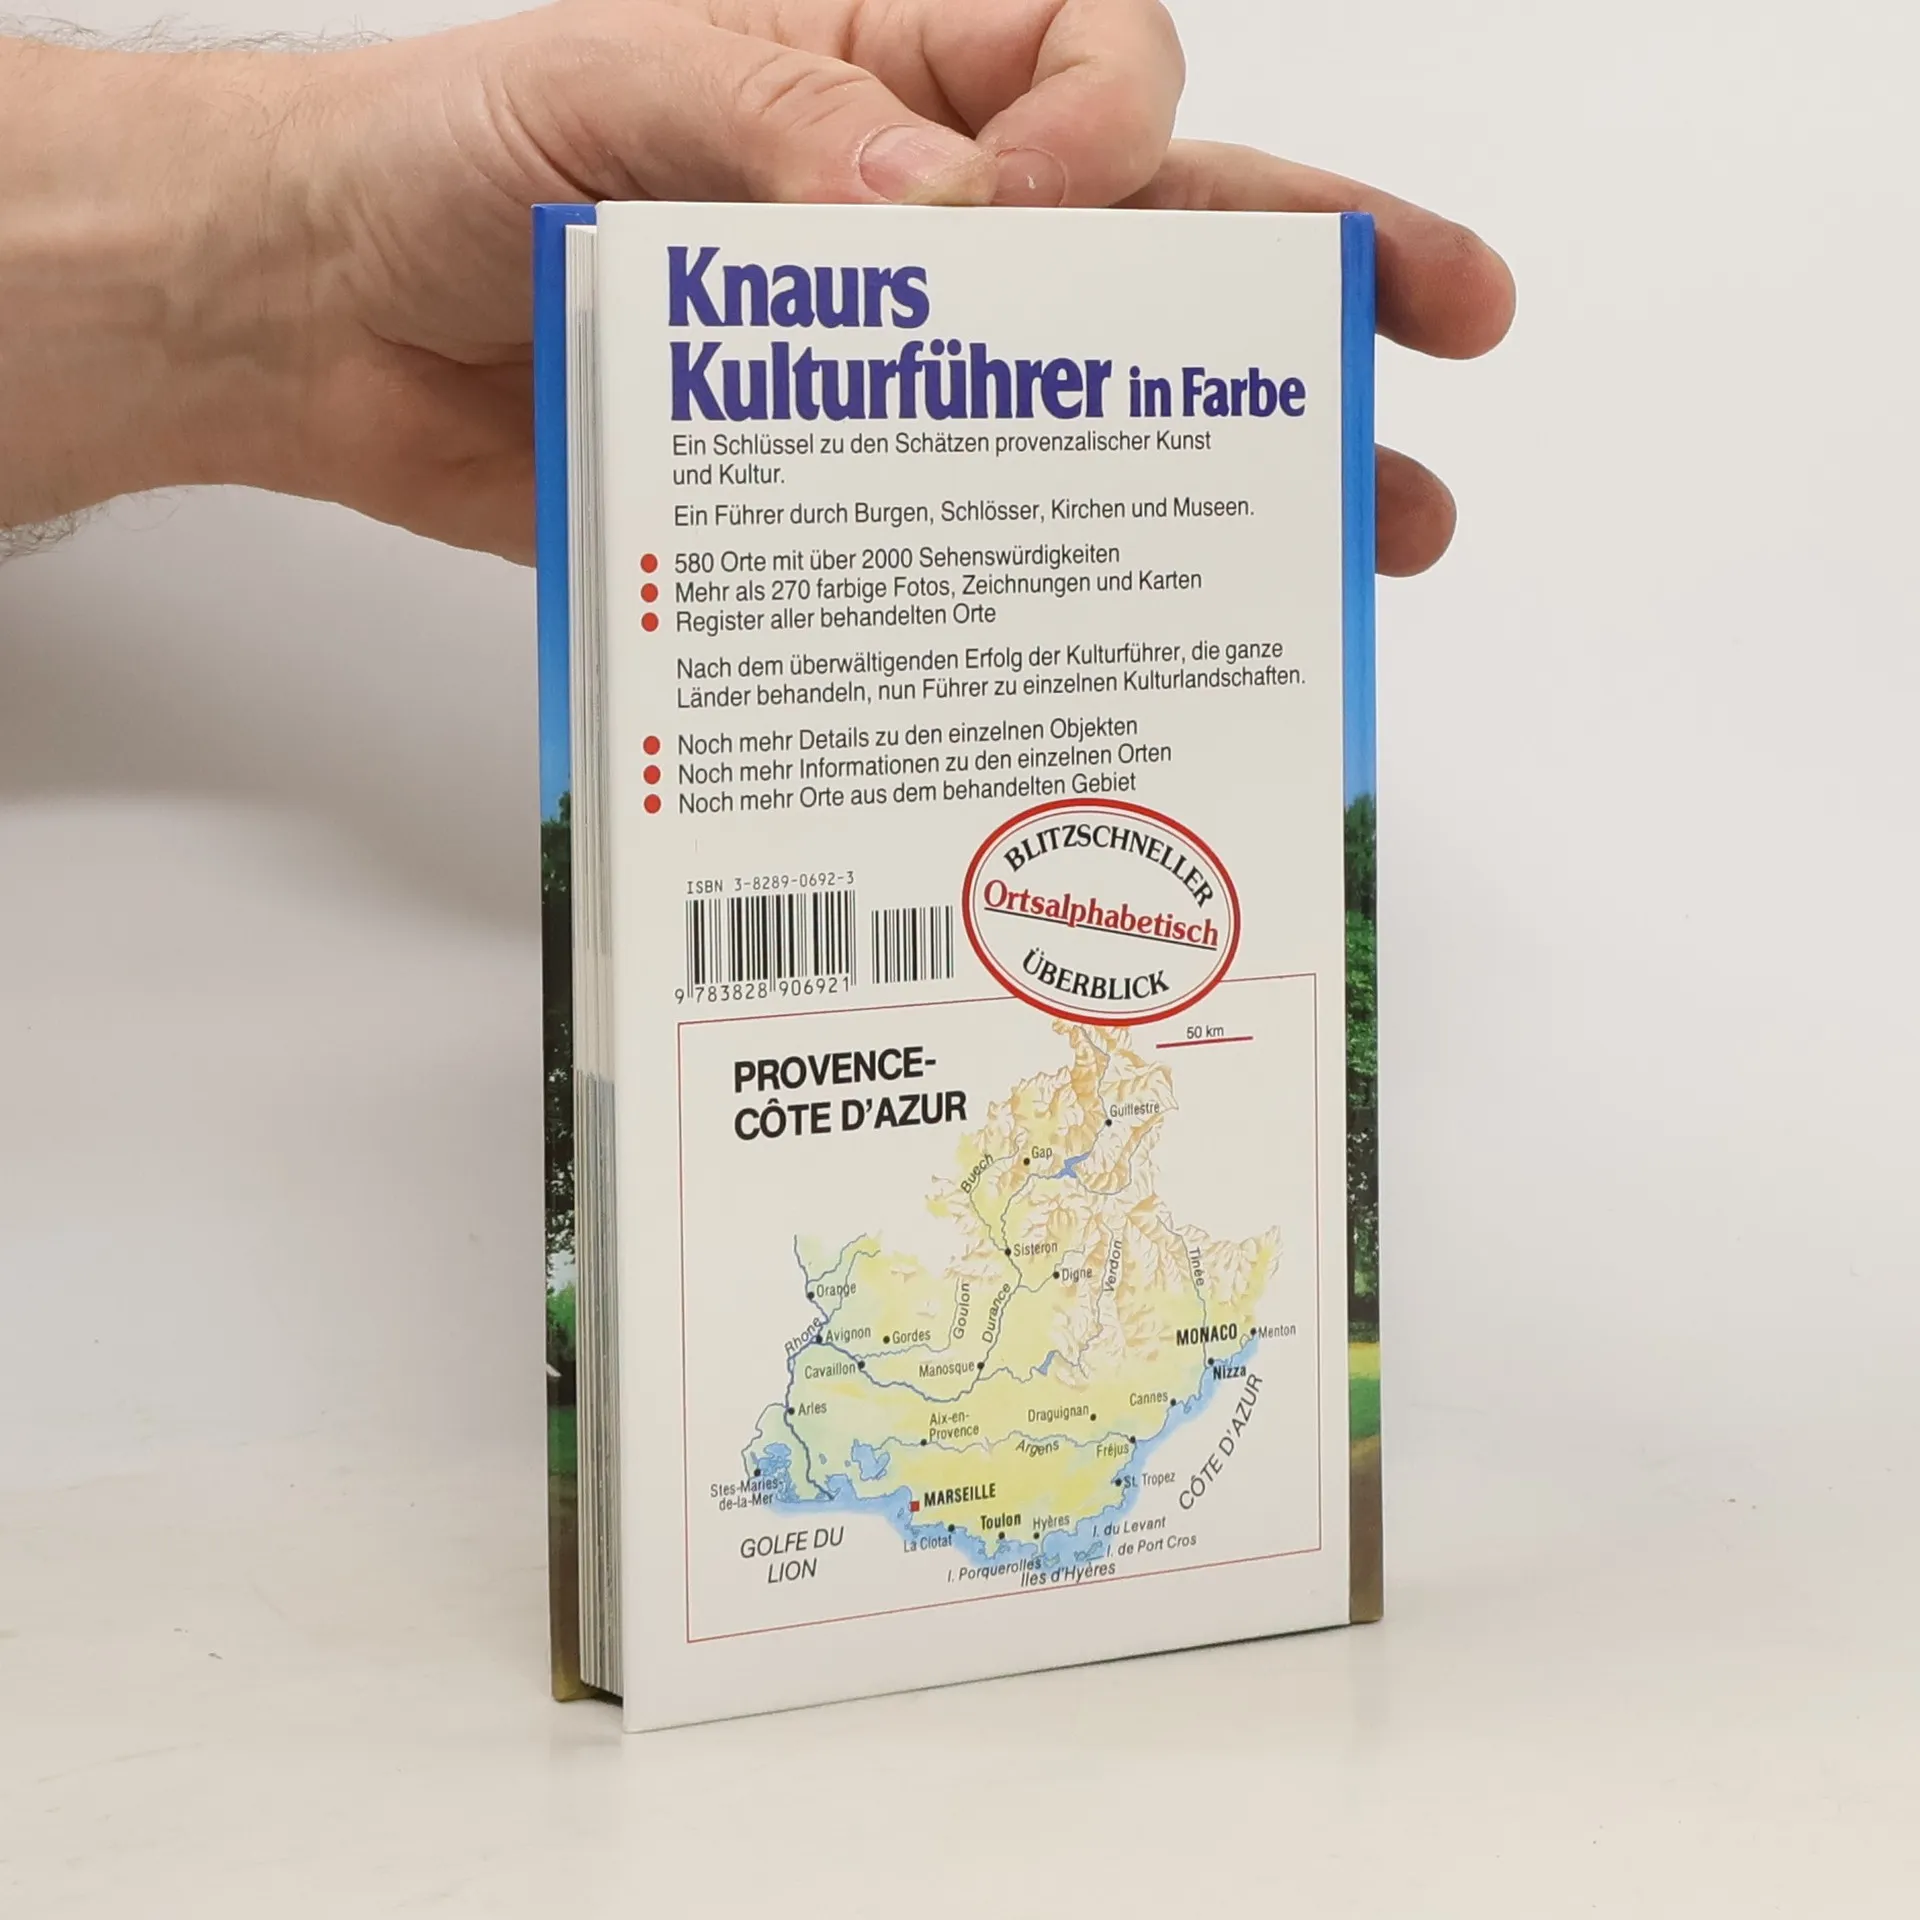 Knaurs
Kulturführer in Farbe
Ein Schlüssel zu den Schätzen provenzalischer Kunst
und Kultur.
Ein Führer durch Burgen, Schlösser, Kirchen und Museen.
580 Orte mit über 2000 Sehenswürdigkeiten
Mehr als 270 farbige Fotos, Zeichnungen und Karten
Register aller behandelten Orte
Nach dem überwältigenden Erfolg der Kulturführer, die ganze
Länder behandeln, nun Führer zu einzelnen Kulturlandschaften.
Noch mehr Details zu den einzelnen Objekten
Noch mehr Informationen zu den einzelnen Orten
Noch mehr Orte aus dem behandelten Gebiet
BLITZSCHNELLER
Ortsalphabetisch
ÜBERBLICK
ISBN 3-8289-0692-3
9 783828 906921
50 km
PROVENCE-
CÔTE D'AZUR
Guillestre
Gap
Buech
Sisteron
Digne
Verdon
Tinée
Orange
Goulon
Durance
Rhone
Avignon
Gordes
MONACO
Menton
Cavaillon
Manosque
Nizza
Cannes
Arles
Aix-en-
Provence
Draguignan
Argens
Fréjus
CÔTE D'AZUR
Stes-Maries-
de-la-Mer
St. Tropez
MARSEILLE
Toulon
Hyères
La Ciotat
I. du Levant
I. de Port Cros
GOLFE DU
LION
I. Porquerolles
Iles d'Hyères